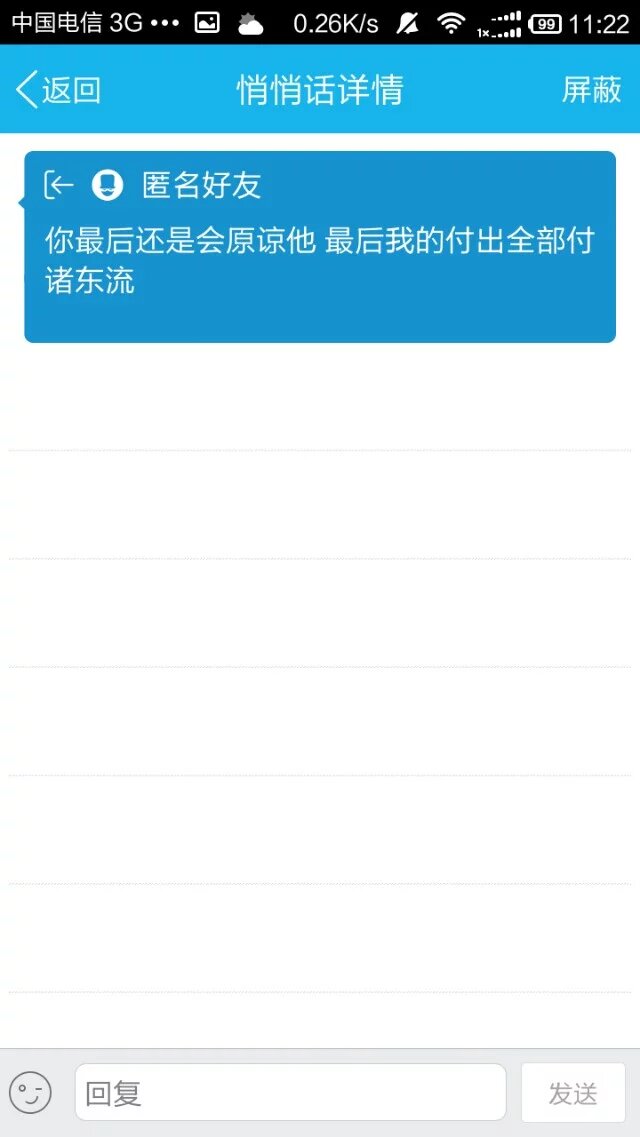 中国电信 3G ••• 0.26K/s 1x 99 11:22
返回 悄悄话详情 屏蔽
匿名好友
你最后还是会原谅他 最后我的付出全部付
诸东流
回复 发送